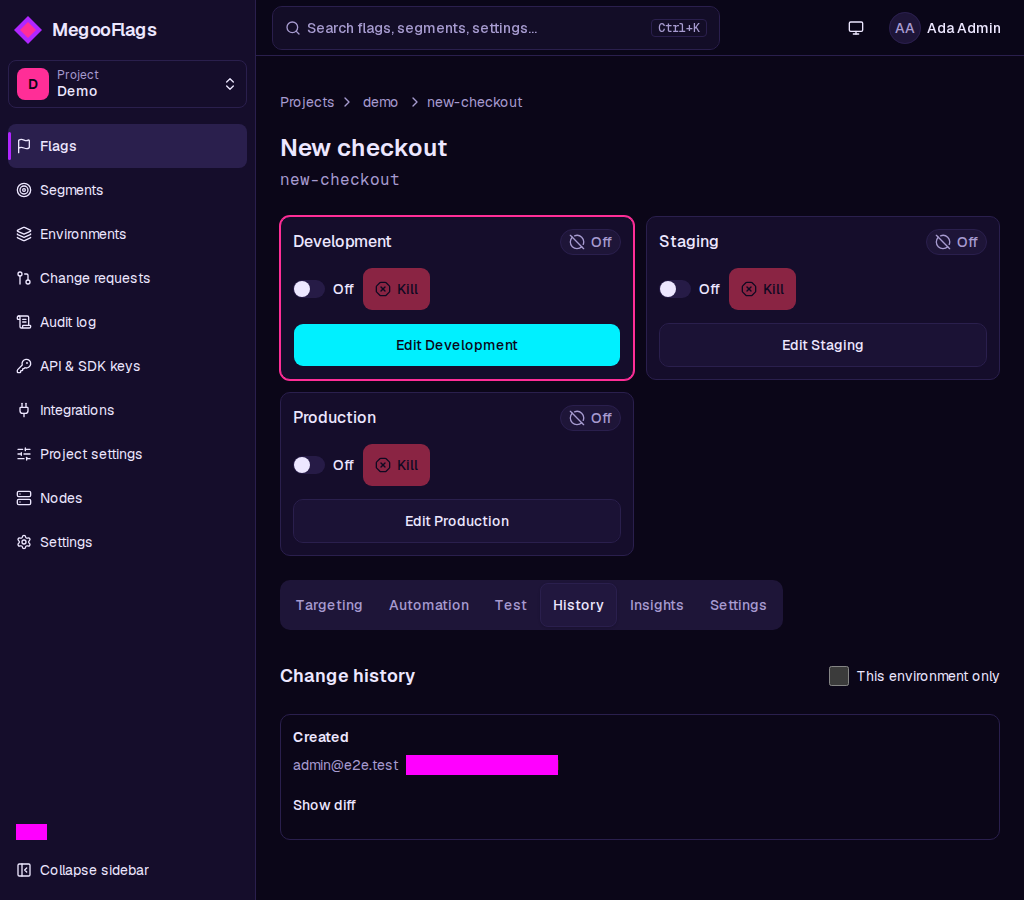 MegooFlags
Search flags, segments, settings...
Ctrl+K
AA
Ada Admin
D
Project
Demo
Flags
Segments
Environments
Change requests
Audit log
API & SDK keys
Integrations
Project settings
Nodes
Settings
Collapse sidebar
Projects > demo > new-checkout
New checkout
new-checkout
Development
Off
Off
Kill
Edit Development
Staging
Off
Off
Kill
Edit Staging
Production
Off
Off
Kill
Edit Production
Targeting
Automation
Test
History
Insights
Settings
Change history
This environment only
Created
admin@e2e.test
Show diff